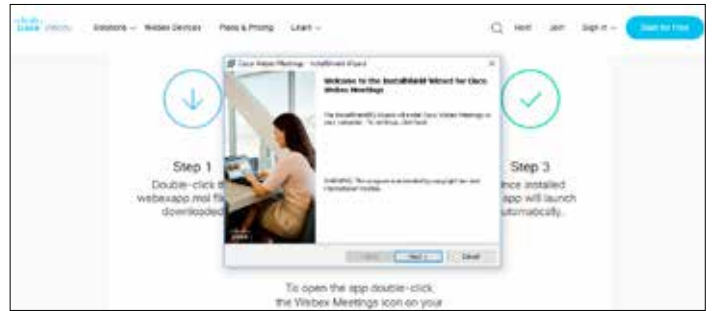 CISCO Webex Solutions Webex Devices Plans & Pricing Learn Host Join Sign In Start for Free
Cisco Webex Meetings - InstallShield Wizard
Welcome to the InstallShield Wizard for Cisco
Webex Meetings
The InstallShield(R) Wizard will install Cisco Webex Meetings on
your computer. To continue, click Next.
WARNING: This program is protected by copyright law and
international treaties.
Next > Cancel
Step 1
Double-click t
webexapp.msi fil
downloaded
Step 3
nce installed
app will launch
utomatically.
To open the app double-click
the Webex Meetings icon on your